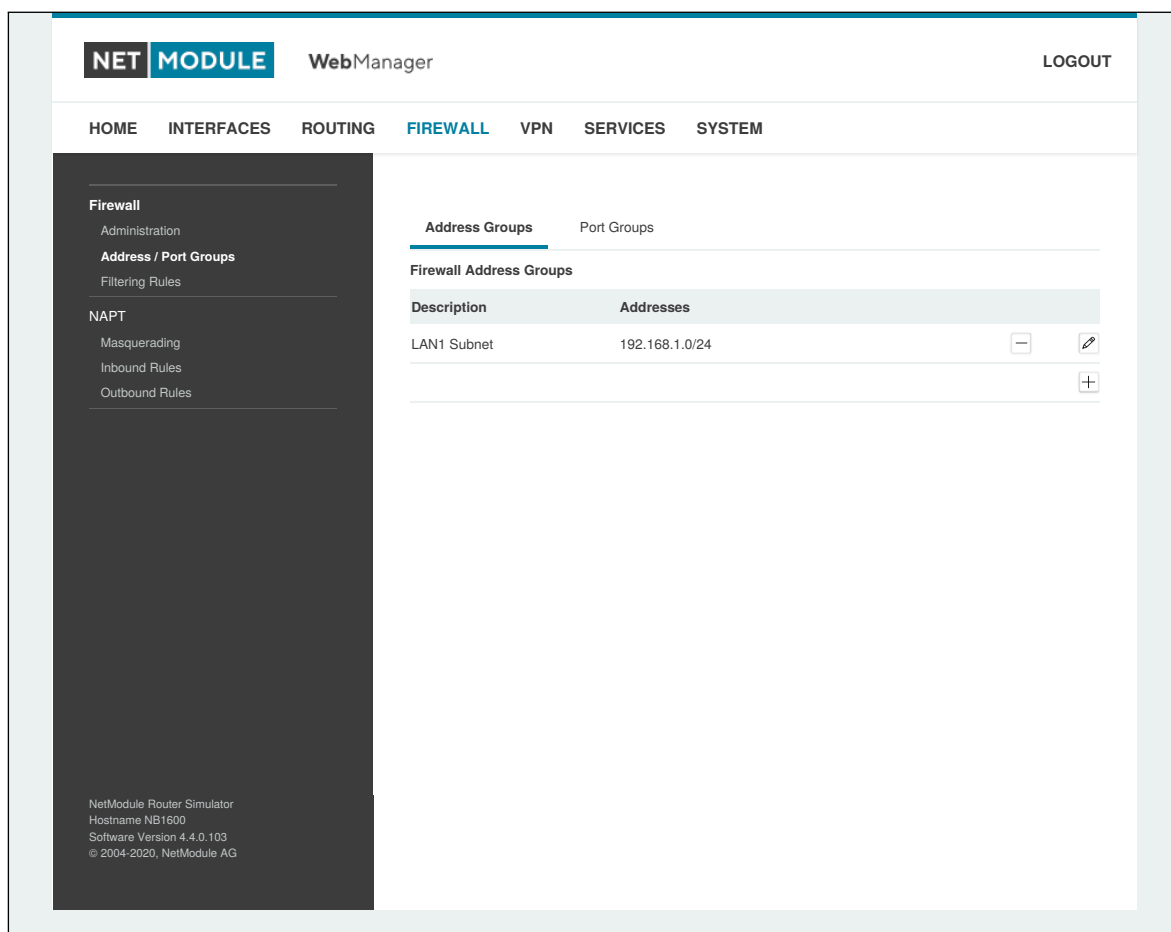 NET MODULE WebManager LOGOUT
HOME INTERFACES ROUTING FIREWALL VPN SERVICES SYSTEM
Firewall
Administration
Address / Port Groups
Filtering Rules
NAPT
Masquerading
Inbound Rules
Outbound Rules
NetModule Router Simulator
Hostname NB1600
Software Version 4.4.0.103
© 2004-2020, NetModule AG
Address Groups Port Groups
Firewall Address Groups
Description Addresses
LAN1 Subnet 192.168.1.0/24